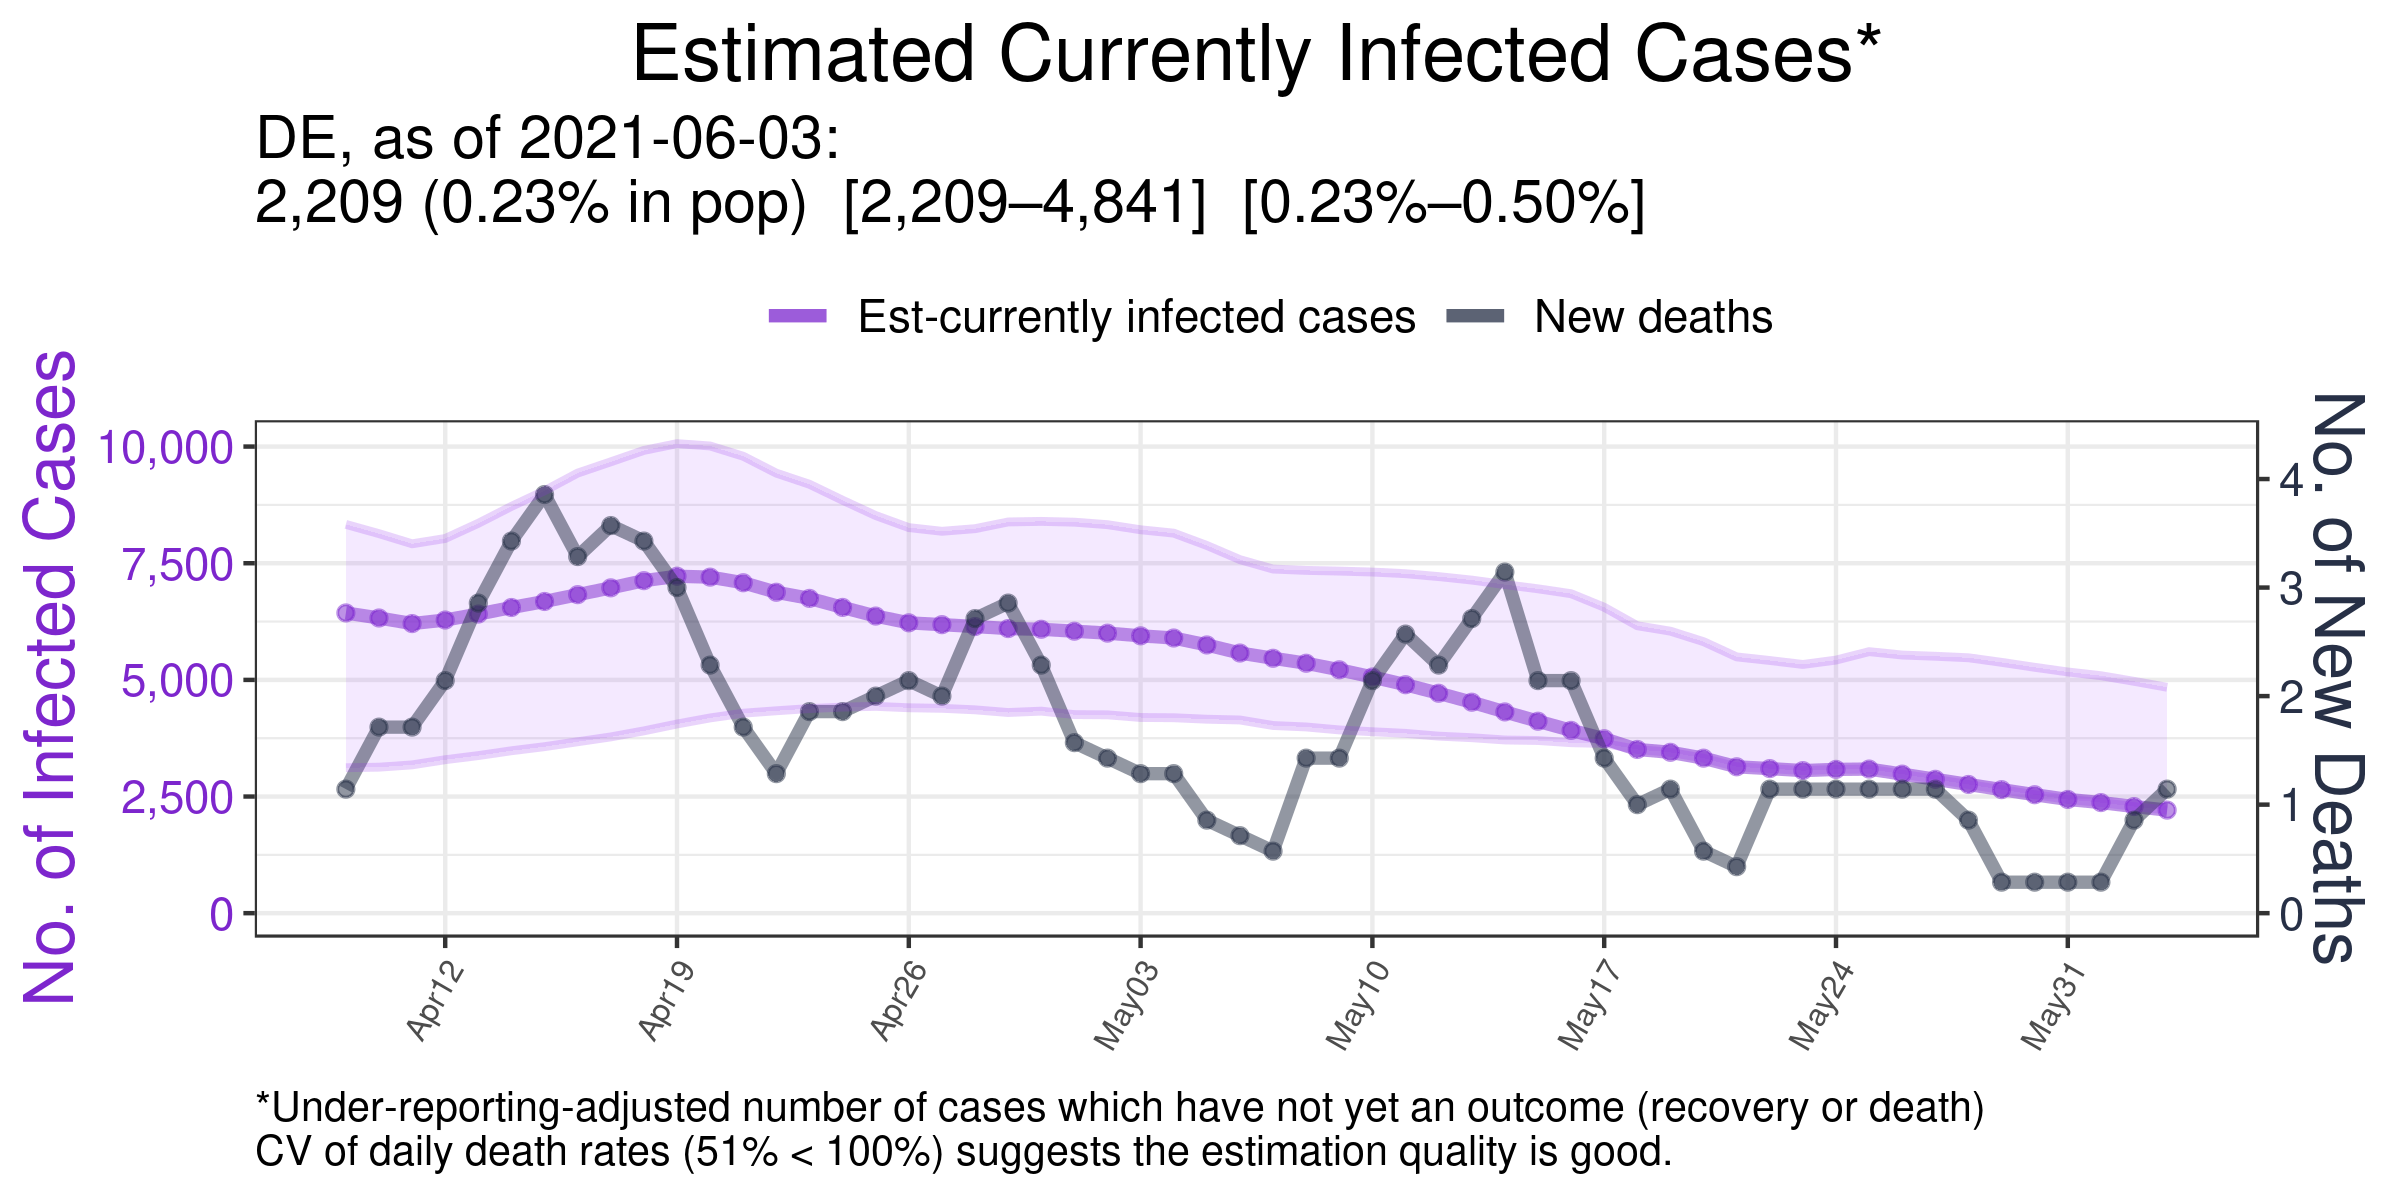 Estimated Currently Infected Cases*
DE, as of 2021-06-03:
2,209 (0.23% in pop) [2,209–4,841] [0.23%–0.50%]
Est-currently infected cases New deaths
No. of Infected Cases
10,000
7,500
5,000
2,500
0
4
3
2
1
0
No. of New Deaths
Apr12 Apr19 Apr26 May03 May10 May17 May24 May31
*Under-reporting-adjusted number of cases which have not yet an outcome (recovery or death)
CV of daily death rates (51% < 100%) suggests the estimation quality is good.